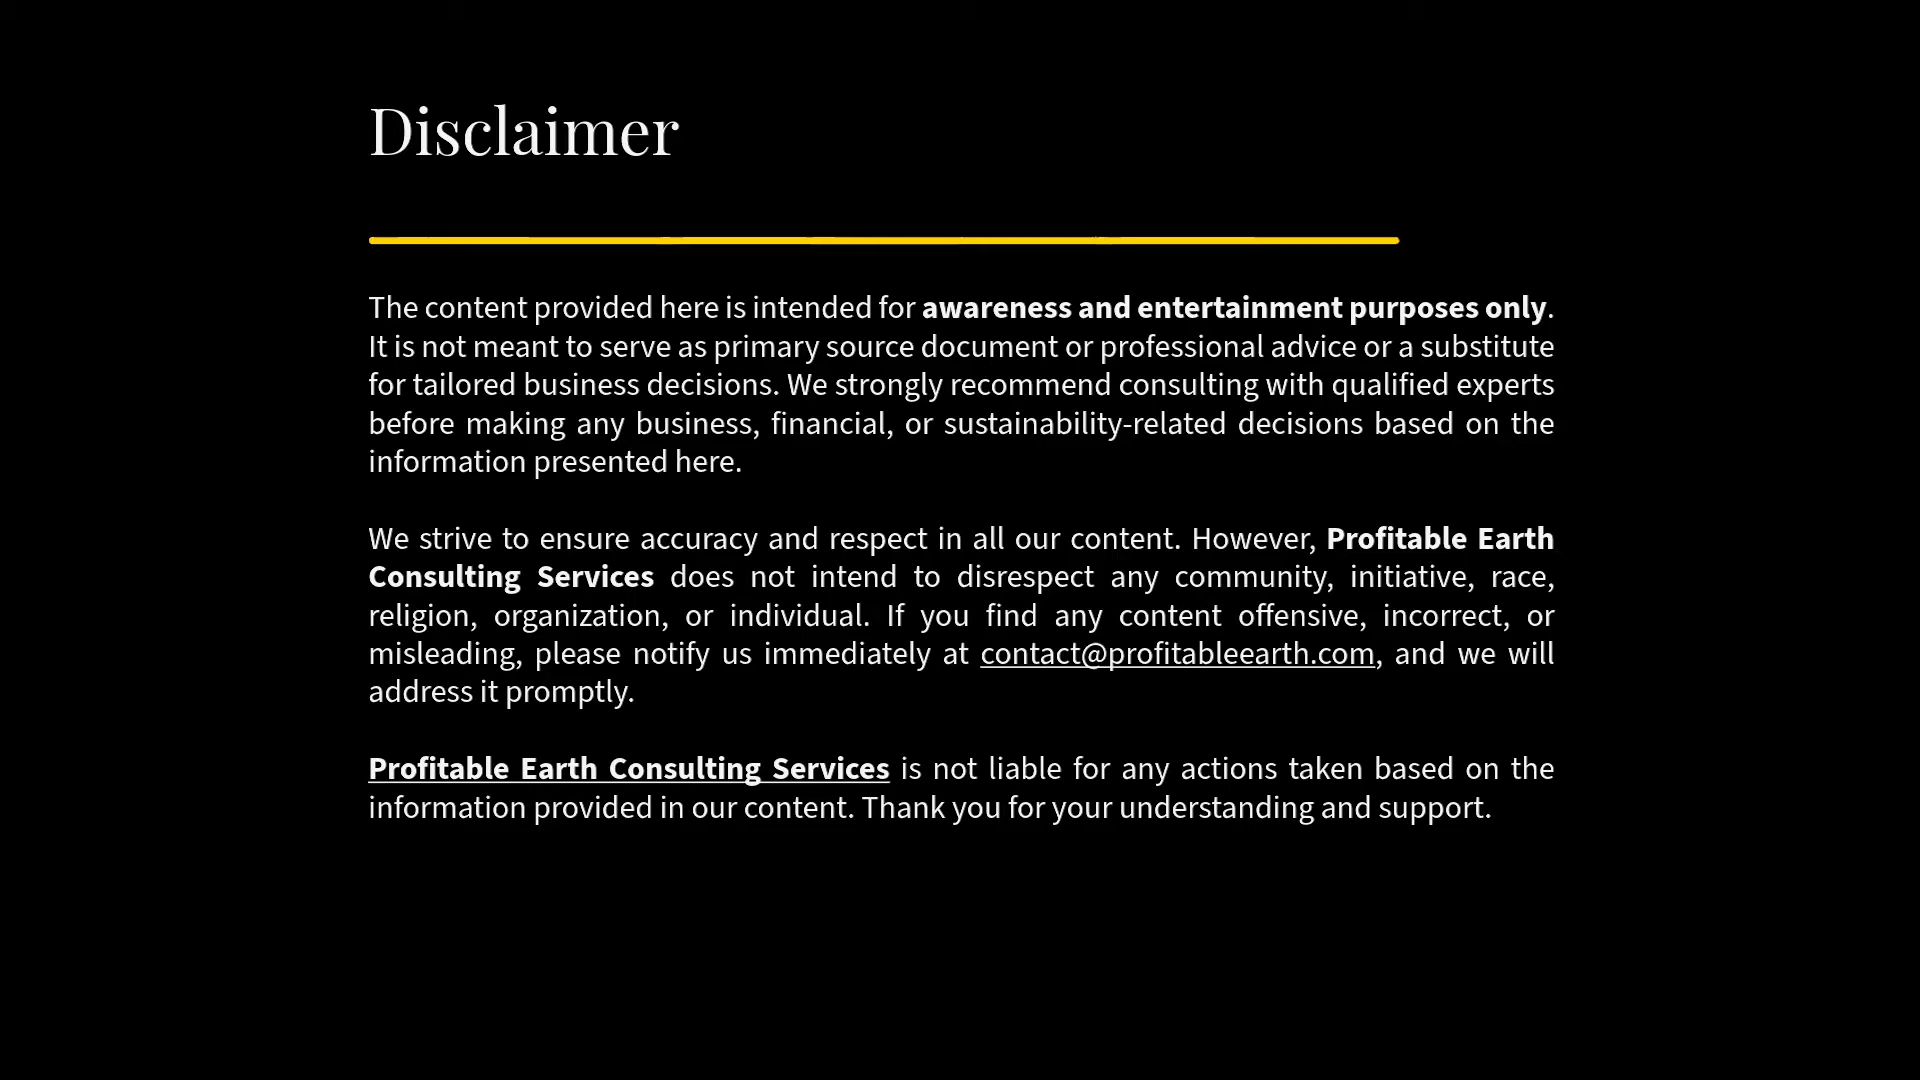 Disclaimer
The content provided here is intended for awareness and entertainment purposes only.
It is not meant to serve as primary source document or professional advice or a substitute
for tailored business decisions. We strongly recommend consulting with qualified experts
before making any business, financial, or sustainability-related decisions based on the
information presented here.
We strive to ensure accuracy and respect in all our content. However, Profitable Earth
Consulting Services does not intend to disrespect any community, initiative, race,
religion, organization, or individual. If you find any content offensive, incorrect, or
misleading, please notify us immediately at contact@profitableearth.com, and we will
address it promptly.
Profitable Earth Consulting Services is not liable for any actions taken based on the
information provided in our content. Thank you for your understanding and support.